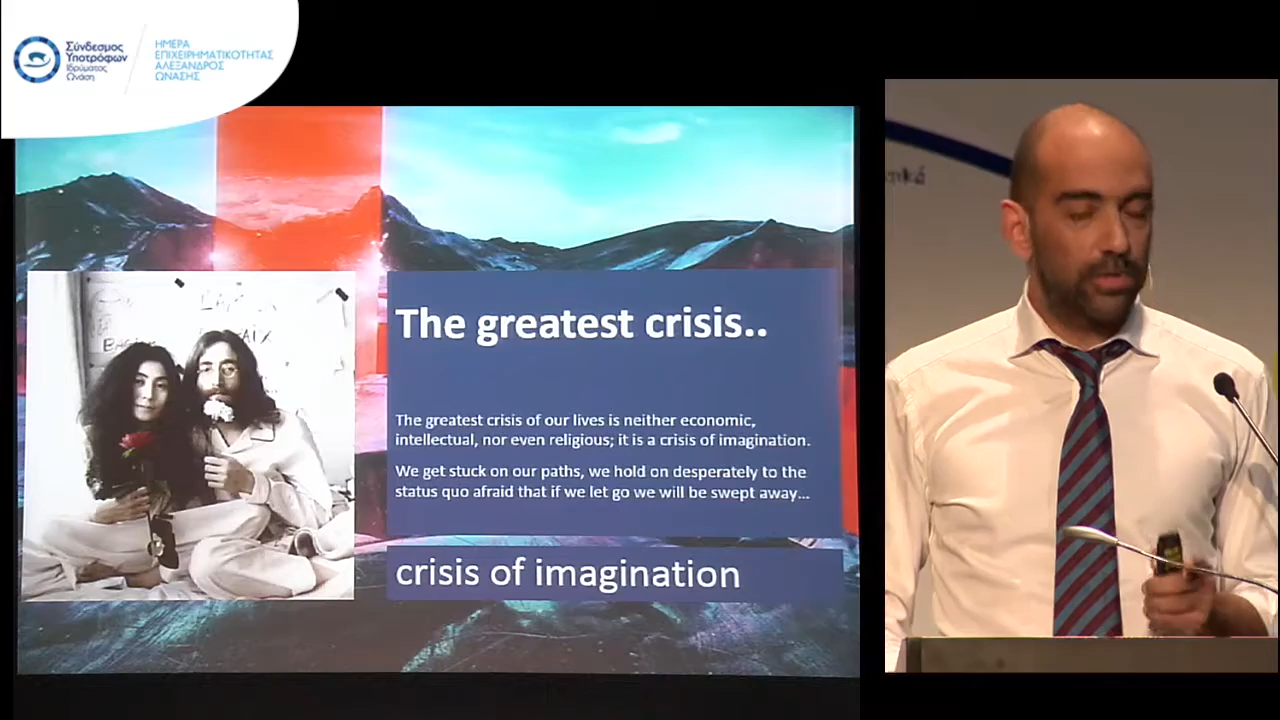 Σύνδεσμος
Υποτρόφων
Ιδρύματος
Ωνάση
ΗΜΕΡΑ
ΕΠΙΧΕΙΡΗΜΑΤΙΚΟΤΗΤΑΣ
ΑΛΕΞΑΝΔΡΟΣ
ΩΝΑΣΗΣ
The greatest crisis..
The greatest crisis of our lives is neither economic,
intellectual, nor even religious; it is a crisis of imagination.
We get stuck on our paths, we hold on desperately to the
status quo afraid that if we let go we will be swept away...
crisis of imagination